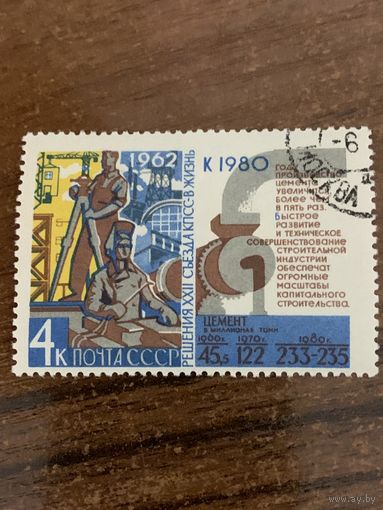 1962
К 1980
ГОДУ
ПРОИЗВОДСТВО
ЦЕМЕНТА
УВЕЛИЧИТСЯ
БОЛЕЕ ЧЕМ
В ПЯТЬ РАЗ.
БЫСТРОЕ
РАЗВИТИЕ
И ТЕХНИЧЕСКОЕ
СОВЕРШЕНСТВОВАНИЕ
СТРОИТЕЛЬНОЙ
ИНДУСТРИИ
ОБЕСПЕЧАТ
ОГРОМНЫЕ
МАСШТАБЫ
КАПИТАЛЬНОГО
СТРОИТЕЛЬСТВА.
РЕШЕНИЯ XXII СЪЕЗДА КПСС-В ЖИЗНЬ
ЦЕМЕНТ
В МИЛЛИОНАХ ТОНН
1960г. 1970г. 1980г.
45,5 122 233-235
4К ПОЧТА СССР
МОСКВА
www.ay.by